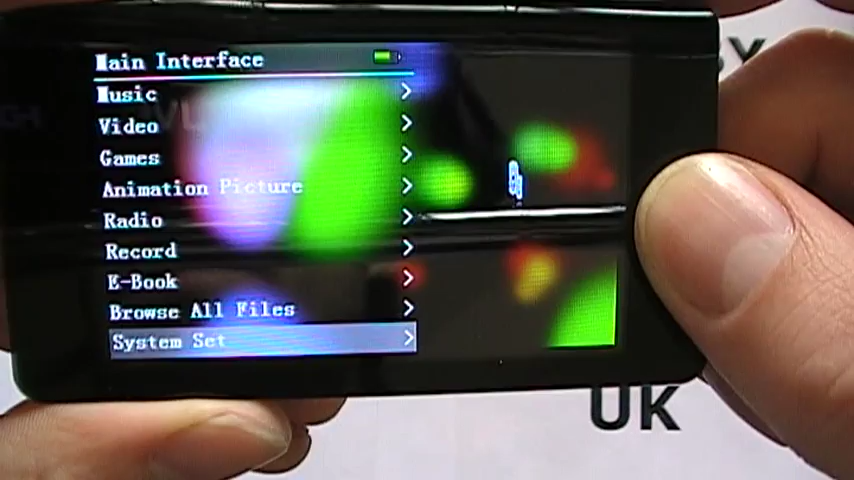 Main Interface
Music
Video
Games
Animation Picture
Radio
Record
E-Book
Browse All Files
System Set
UK